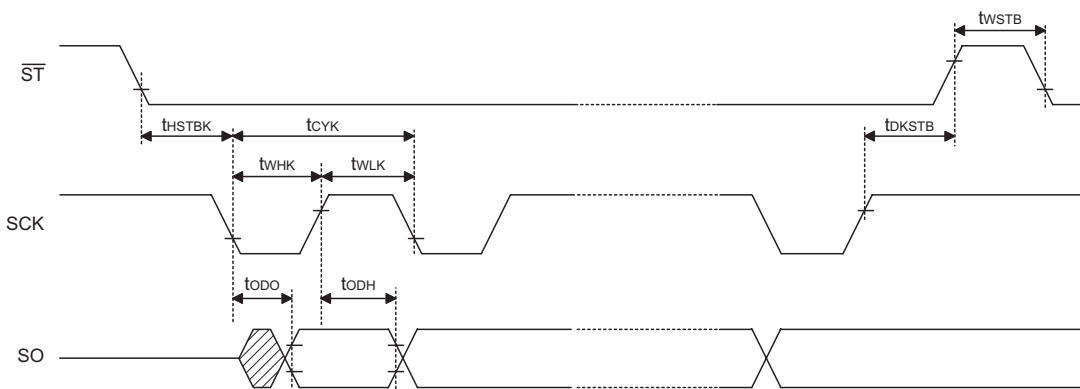 tWSTB
ST
tHSTBK tCYK tDKSTB
tWHK tWLK
SCK
tODO tODH
SO